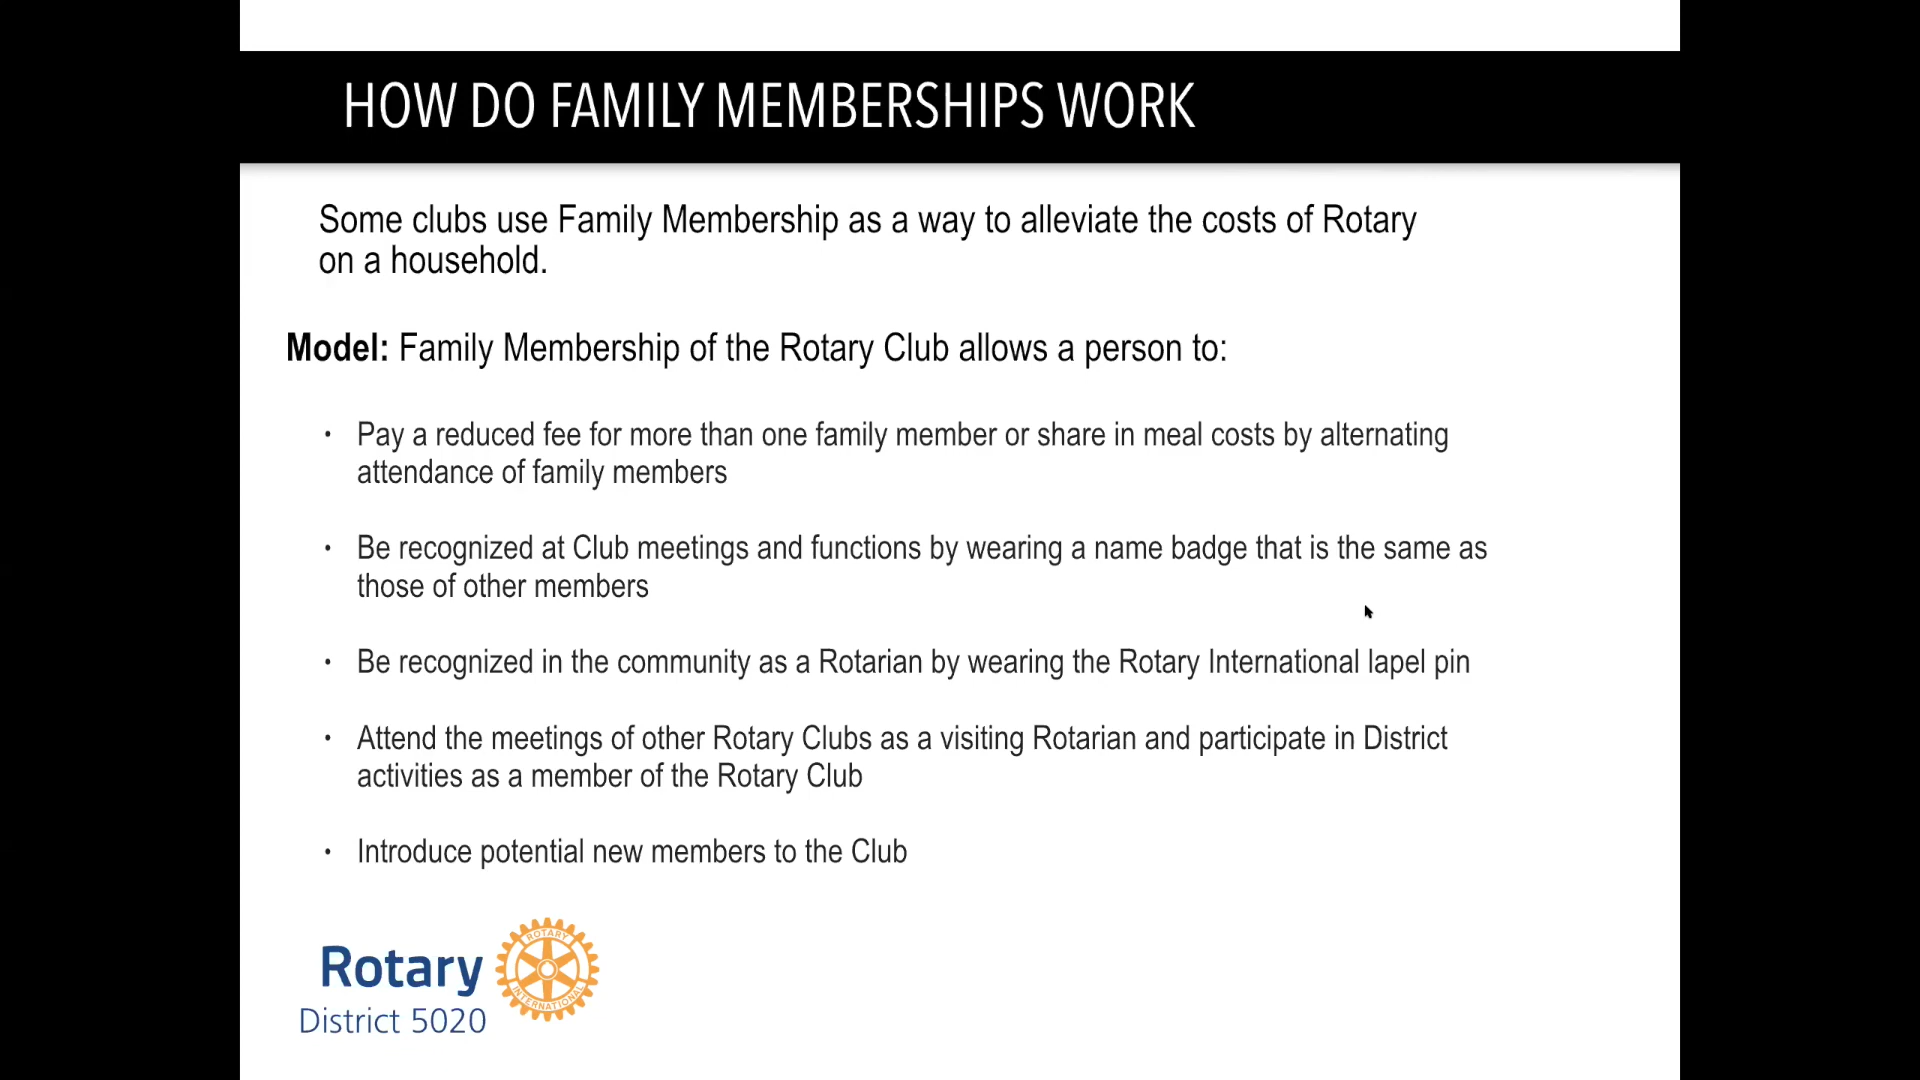 HOW DO FAMILY MEMBERSHIPS WORK
Some clubs use Family Membership as a way to alleviate the costs of Rotary
on a household.
Model: Family Membership of the Rotary Club allows a person to:
• Pay a reduced fee for more than one family member or share in meal costs by alternating
attendance of family members
• Be recognized at Club meetings and functions by wearing a name badge that is the same as
those of other members
• Be recognized in the community as a Rotarian by wearing the Rotary International lapel pin
• Attend the meetings of other Rotary Clubs as a visiting Rotarian and participate in District
activities as a member of the Rotary Club
• Introduce potential new members to the Club
Rotary
District 5020
ROTARY
INTERNATIONAL